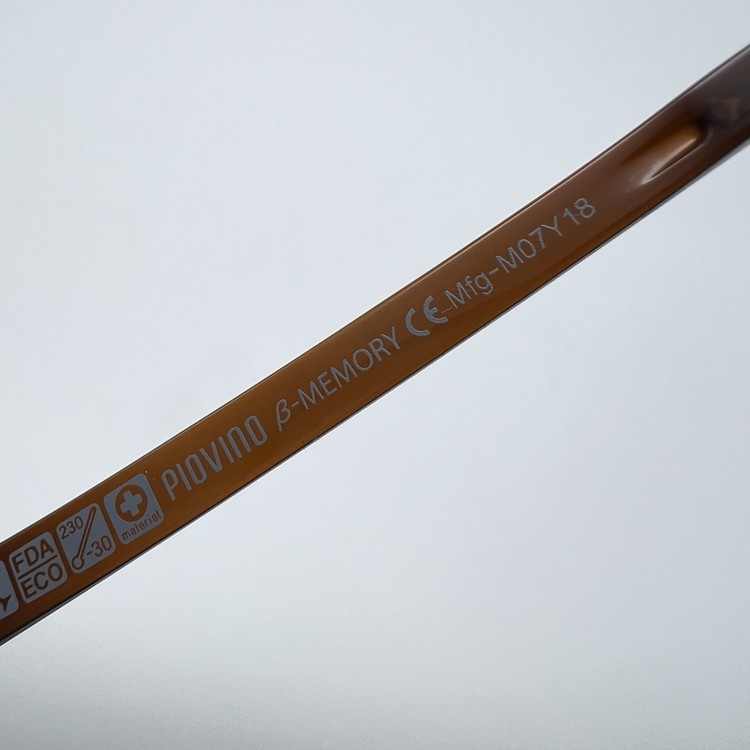 FDA
ECO
230
-30
material
PIOVINO β-MEMORY CE Mfg-M07Y18